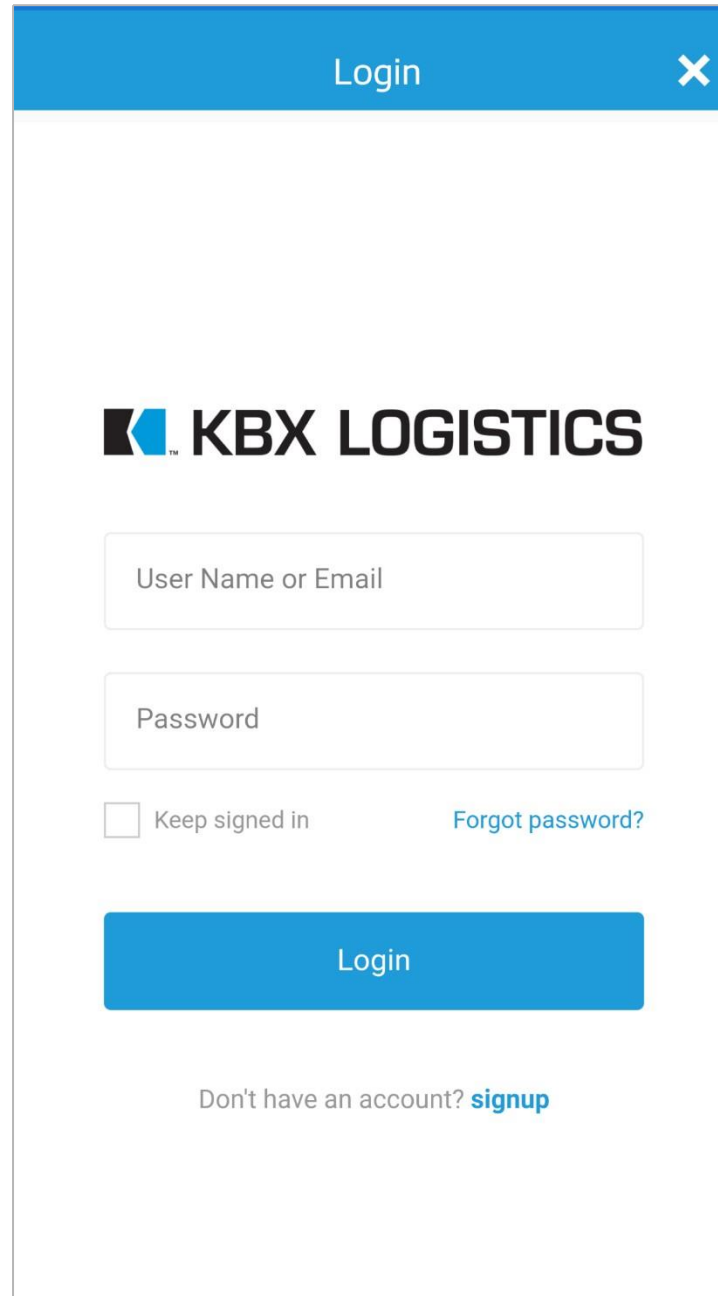 Login
™ KBX LOGISTICS
User Name or Email
Password
Keep signed in Forgot password?
Login
Don't have an account? signup